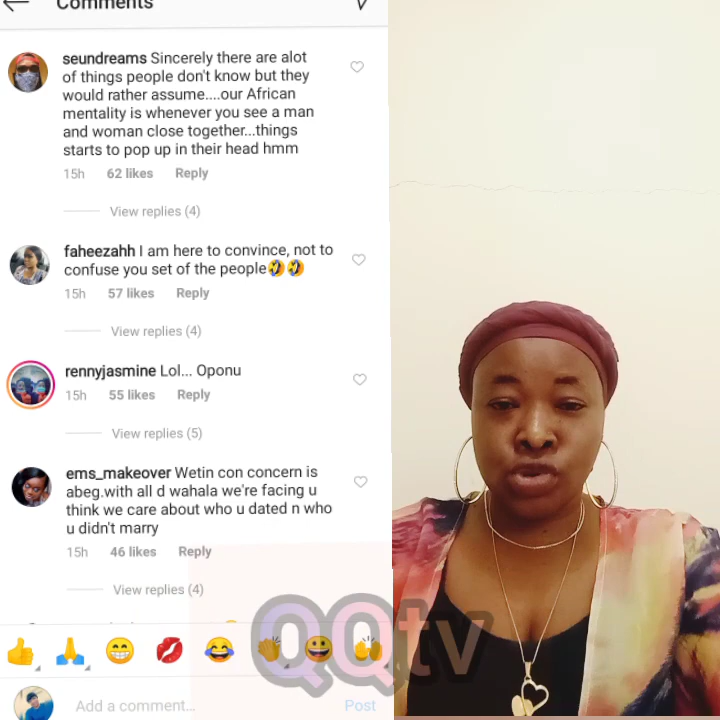 Comments
seundreams Sincerely there are alot
of things people don't know but they
would rather assume....our African
mentality is whenever you see a man
and woman close together...things
starts to pop up in their head hmm
15h 62 likes Reply
View replies (4)
faheezahh I am here to convince, not to
confuse you set of the people🤣🤣
15h 57 likes Reply
View replies (4)
rennyjasmine Lol... Oponu
15h 55 likes Reply
View replies (5)
ems_makeover Wetin con concern is
abeg.with all d wahala we're facing u
think we care about who u dated n who
u didn't marry
15h 46 likes Reply
View replies (4)
QQtv
Add a comment... Post